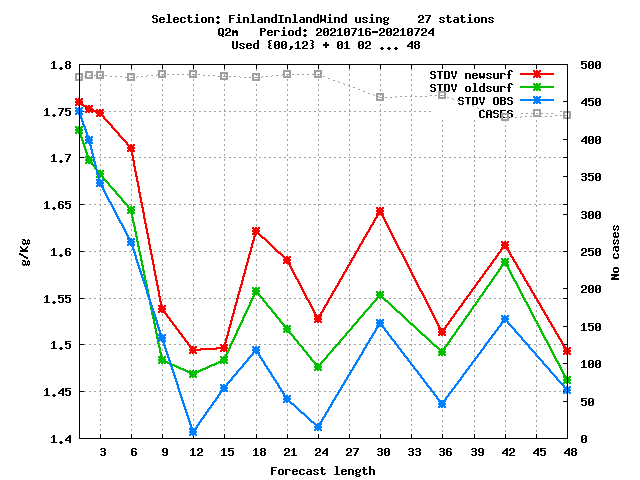 Selection: FinlandInlandWind using    27 stations
Q2m   Period: 20210716-20210724
Used {00,12} + 01 02 ... 48
1.8
1.75
1.7
1.65
1.6
1.55
1.5
1.45
1.4
g/Kg
STDV newsurf
STDV oldsurf
STDV OBS
CASES
500
450
400
350
300
250
200
150
100
50
0
No cases
3 6 9 12 15 18 21 24 27 30 33 36 39 42 45 48
Forecast length